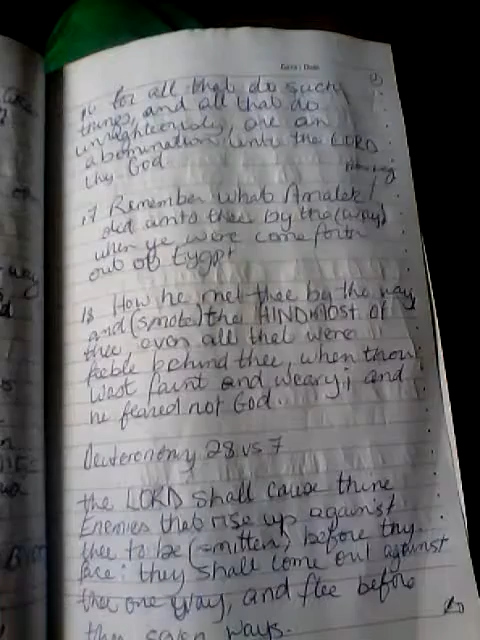 Date / Date:
16 for all that do such
things, and all that do
unrighteously, are an
abomination unto the LORD
thy God.
17 Remember what Amalek
did unto thee by the (way)
when ye were come forth
out of Egypt
18 How he met thee by the way
and (smote) the HINDMOST of
thee even all that were
feeble behind thee, when thou
wast faint and weary; and
he feared not God.
Deuteronomy 28 vs 7
the LORD shall cause thine
Enemies that rise up against
thee to be (smitten) before thy
face: they shall come out against
thee one way, and flee before
thee seven ways.